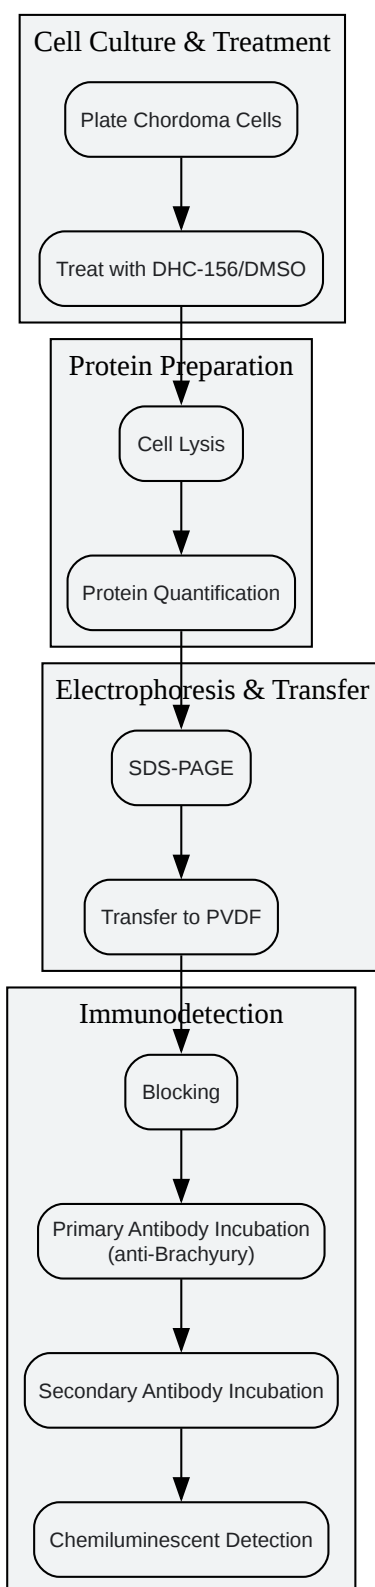 Cell Culture & Treatment
Plate Chordoma Cells
Treat with DHC-156/DMSO
Protein Preparation
Cell Lysis
Protein Quantification
Electrophoresis & Transfer
SDS-PAGE
Transfer to PVDF
Immunodetection
Blocking
Primary Antibody Incubation
(anti-Brachyury)
Secondary Antibody Incubation
Chemiluminescent Detection